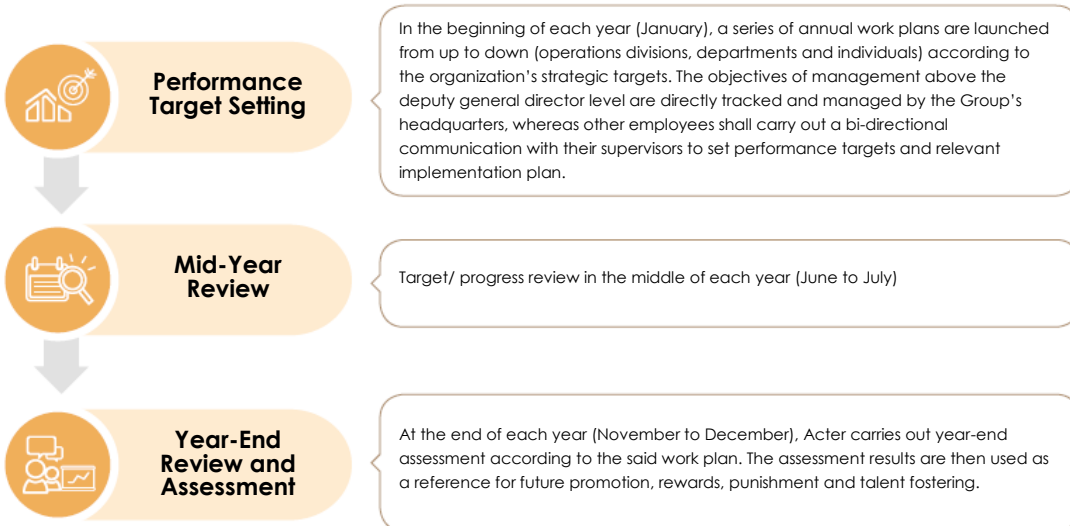 Performance
Target Setting
In the beginning of each year (January), a series of annual work plans are launched
from up to down (operations divisions, departments and individuals) according to
the organization's strategic targets. The objectives of management above the
deputy general director level are directly tracked and managed by the Group's
headquarters, whereas other employees shall carry out a bi-directional
communication with their supervisors to set performance targets and relevant
implementation plan.
Mid-Year
Review
Target/ progress review in the middle of each year (June to July)
Year-End
Review and
Assessment
At the end of each year (November to December), Acter carries out year-end
assessment according to the said work plan. The assessment results are then used as
a reference for future promotion, rewards, punishment and talent fostering.